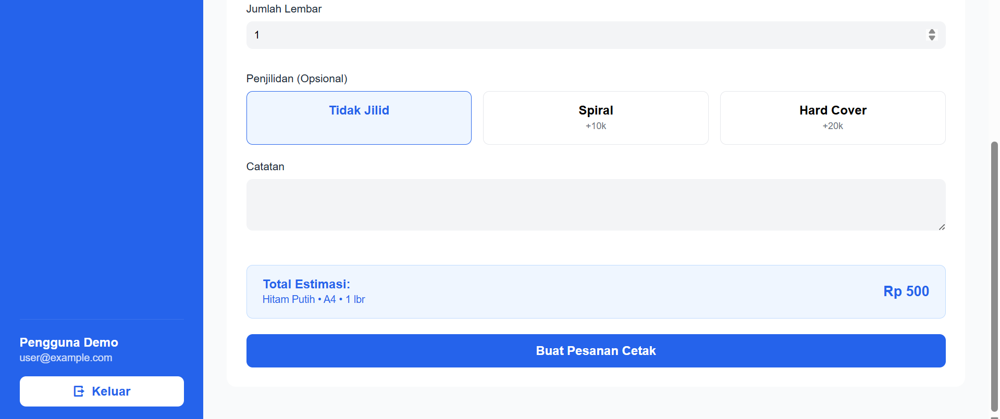 Jumlah Lembar
1
Penjilidan (Opsional)
Tidak Jilid
Spiral
+10k
Hard Cover
+20k
Catatan
Total Estimasi:
Hitam Putih • A4 • 1 lbr
Rp 500
Buat Pesanan Cetak
Pengguna Demo
user@example.com
Keluar